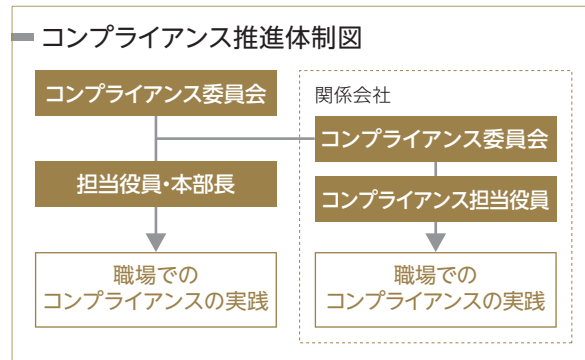 コンプライアンス推進体制図
コンプライアンス委員会
担当役員・本部長
職場での
コンプライアンスの実践
関係会社
コンプライアンス委員会
コンプライアンス担当役員
職場での
コンプライアンスの実践